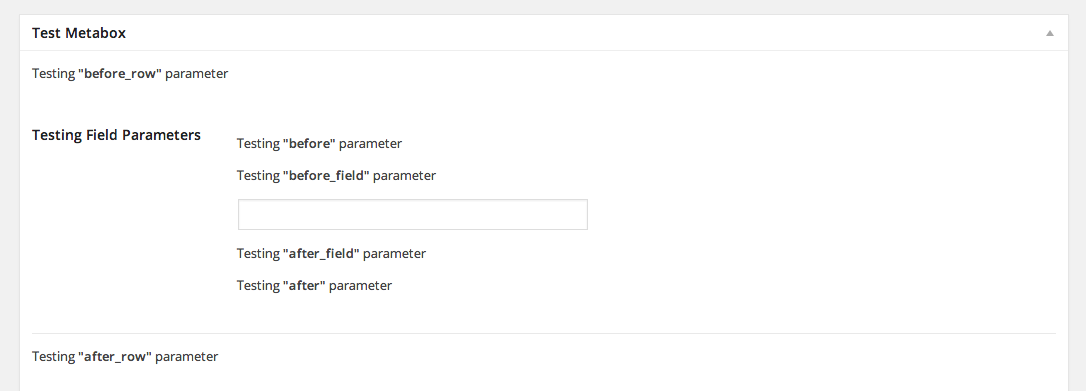 Test Metabox
Testing "before_row" parameter
Testing Field Parameters
Testing "before" parameter
Testing "before_field" parameter
Testing "after_field" parameter
Testing "after" parameter
Testing "after_row" parameter